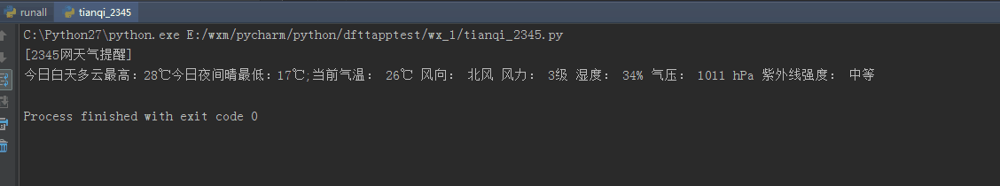 runall tianqi_2345
C:\Python27\python.exe E:/wxm/pycharm/python/dfttapptest/wx_1/tianqi_2345.py
[2345网天气提醒]
今日白天多云最高：28℃今日夜间晴最低：17℃;当前气温： 26℃ 风向： 北风 风力： 3级 湿度： 34% 气压： 1011 hPa 紫外线强度： 中等
Process finished with exit code 0